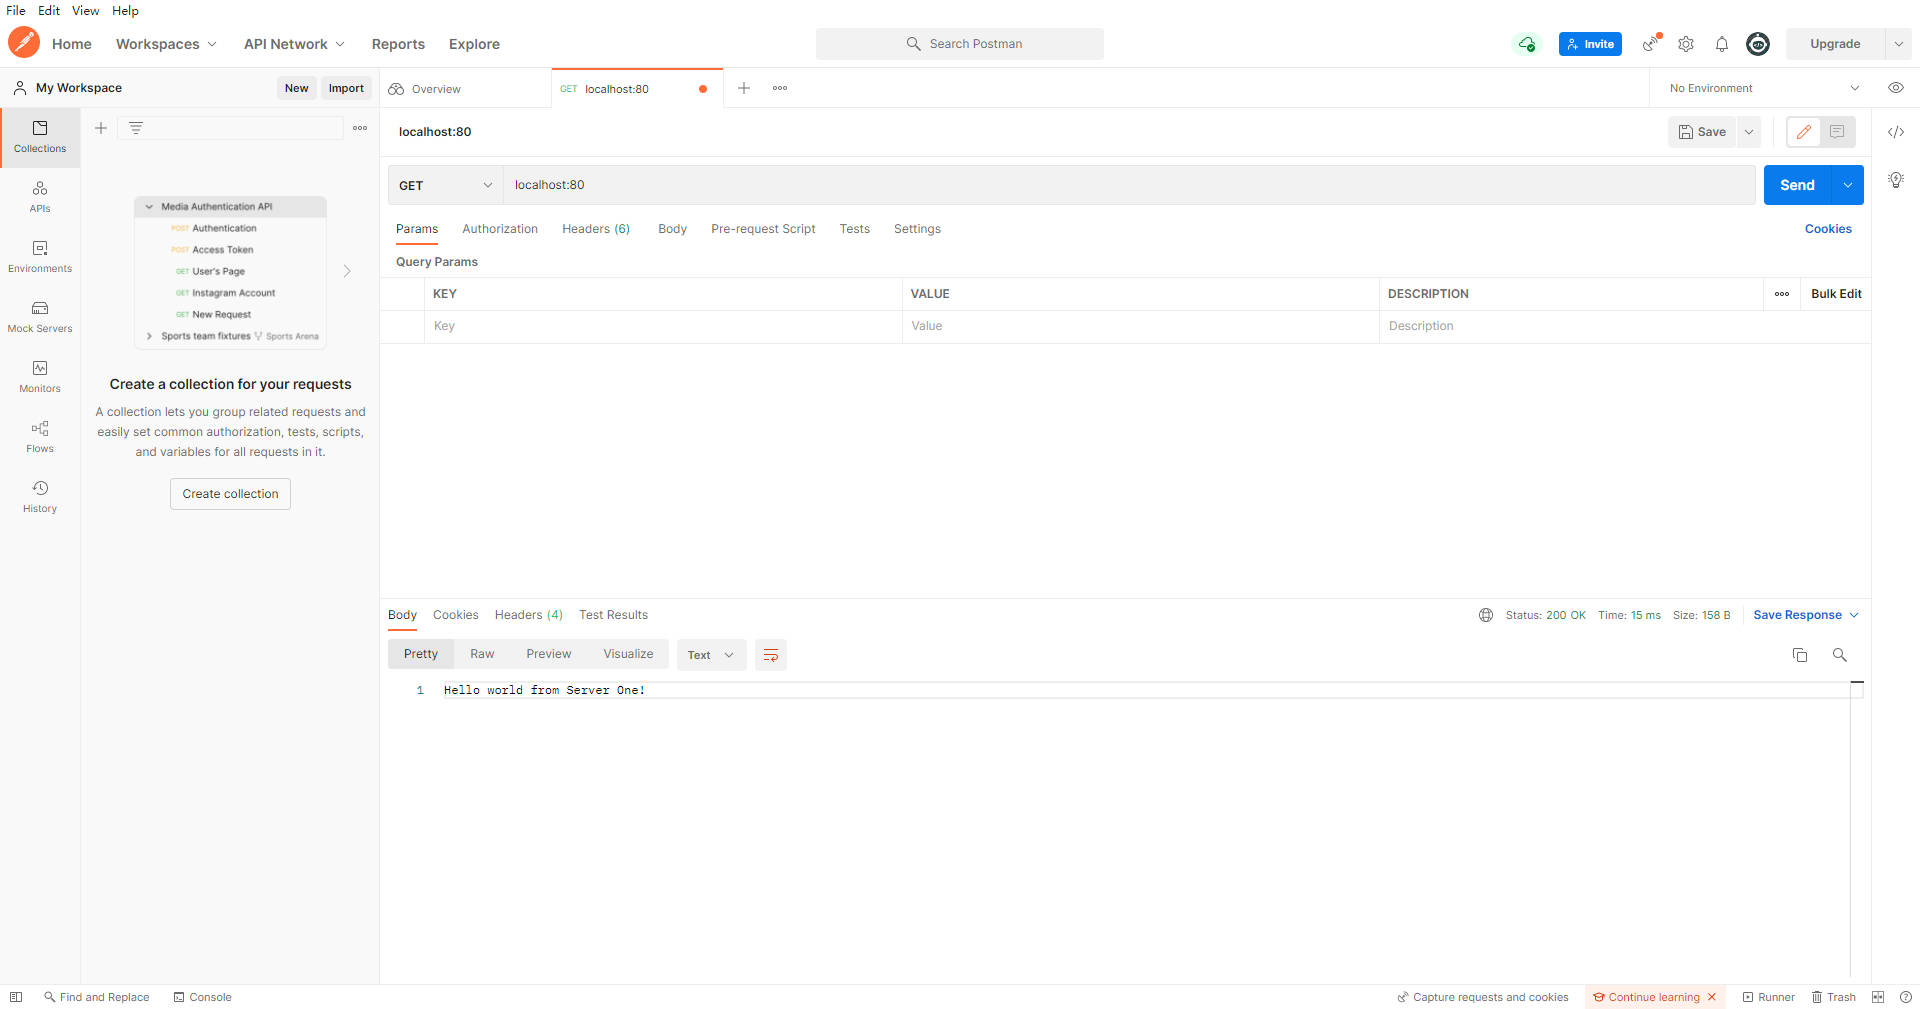 File Edit View Help
Home Workspaces API Network Reports Explore
Search Postman
Invite
Upgrade
My Workspace
New Import
Overview
GET localhost:80
No Environment
Collections
APIs
Environments
Mock Servers
Monitors
Flows
History
Media Authentication API
POST Authentication
POST Access Token
GET User's Page
GET Instagram Account
GET New Request
Sports team fixtures Sports Arena
Create a collection for your requests
A collection lets you group related requests and
easily set common authorization, tests, scripts,
and variables for all requests in it.
Create collection
localhost:80
Save
GET localhost:80
Send
Params Authorization Headers (6) Body Pre-request Script Tests Settings
Cookies
Query Params
KEY VALUE DESCRIPTION Bulk Edit
Key Value Description
Body Cookies Headers (4) Test Results
Status: 200 OK Time: 15 ms Size: 158 B Save Response
Pretty Raw Preview Visualize Text
1 Hello world from Server One!
Find and Replace Console
Capture requests and cookies Continue learning Runner Trash